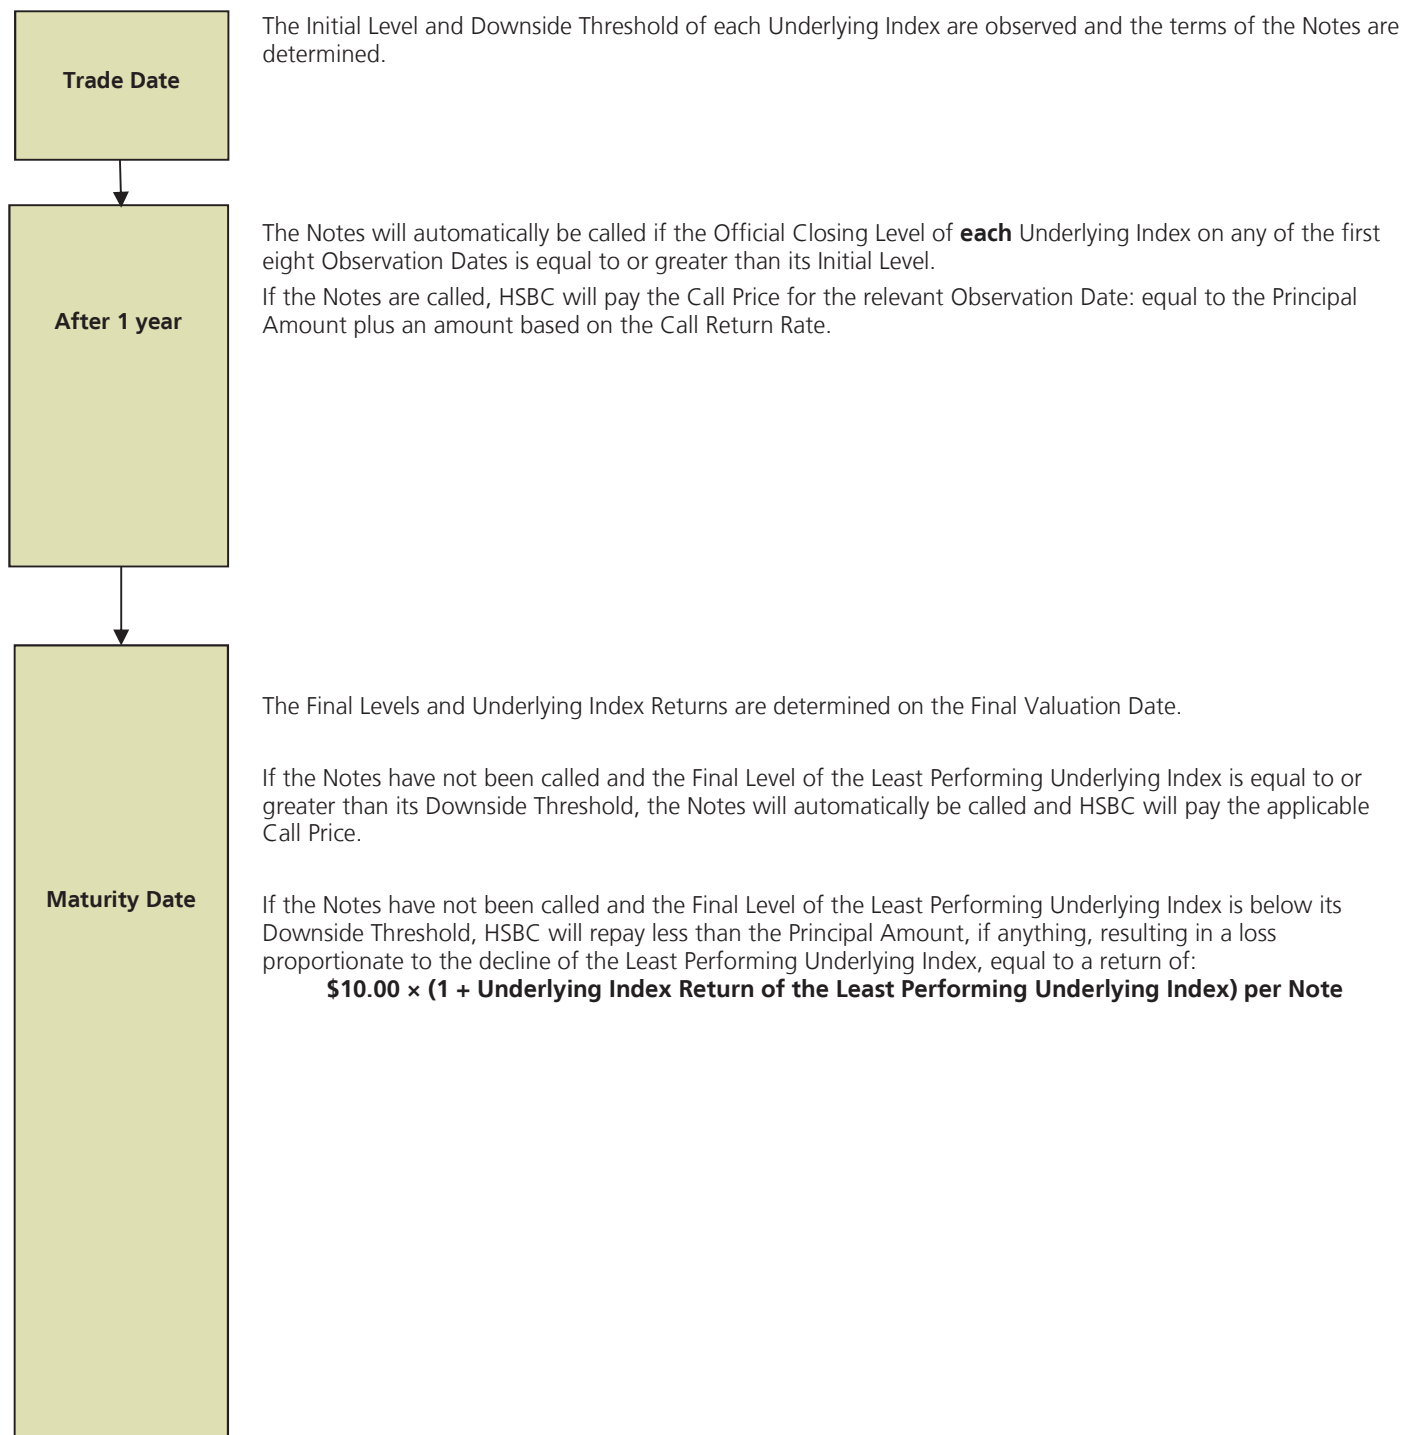 Trade Date
The Initial Level and Downside Threshold of each Underlying Index are observed and the terms of the Notes are
determined.
After 1 year
The Notes will automatically be called if the Official Closing Level of each Underlying Index on any of the first
eight Observation Dates is equal to or greater than its Initial Level.
If the Notes are called, HSBC will pay the Call Price for the relevant Observation Date: equal to the Principal
Amount plus an amount based on the Call Return Rate.
Maturity Date
The Final Levels and Underlying Index Returns are determined on the Final Valuation Date.
If the Notes have not been called and the Final Level of the Least Performing Underlying Index is equal to or
greater than its Downside Threshold, the Notes will automatically be called and HSBC will pay the applicable
Call Price.
If the Notes have not been called and the Final Level of the Least Performing Underlying Index is below its
Downside Threshold, HSBC will repay less than the Principal Amount, if anything, resulting in a loss
proportionate to the decline of the Least Performing Underlying Index, equal to a return of:
$10.00 × (1 + Underlying Index Return of the Least Performing Underlying Index) per Note